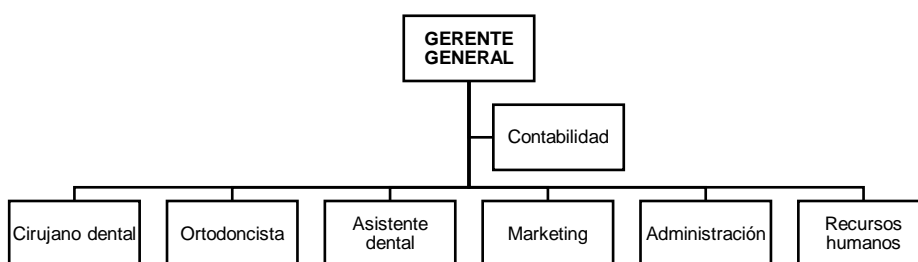 GERENTE
GENERAL
Contabilidad
Cirujano dental
Ortodoncista
Asistente
dental
Marketing
Administración
Recursos
humanos